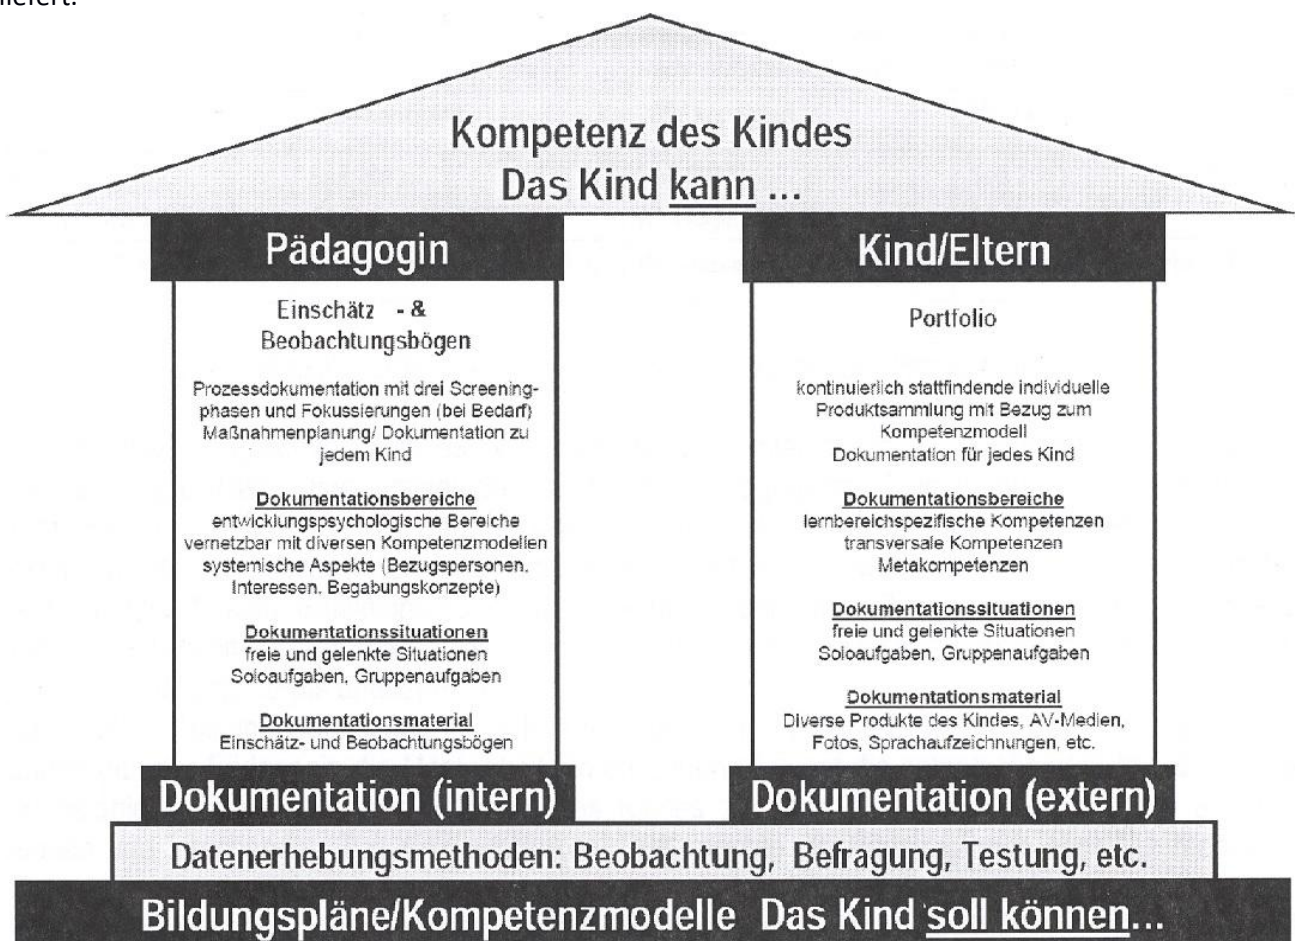 liefert.
Kompetenz des Kindes
Das Kind kann ...
Pädagogin
Einschätz - &
Beobachtungsbögen
Prozessdokumentation mit drei Screening-
phasen und Fokussierungen (bei Bedarf)
Maßnahmenplanung/ Dokumentation zu
jedem Kind
Dokumentationsbereiche
entwicklungspsychologische Bereiche
vernetzbar mit diversen Kompetenzmodellen
systemische Aspekte (Bezugspersonen,
Interessen, Begabungskonzepte)
Dokumentationssituationen
freie und gelenkte Situationen
Soloaufgaben, Gruppenaufgaben
Dokumentationsmaterial
Einschätz- und Beobachtungsbögen
Dokumentation (intern)
Kind/Eltern
Portfolio
kontinuierlich stattfindende individuelle
Produktsammlung mit Bezug zum
Kompetenzmodell
Dokumentation für jedes Kind
Dokumentationsbereiche
lernbereichspezifische Kompetenzen
transversale Kompetenzen
Metakompetenzen
Dokumentationssituationen
freie und gelenkte Situationen
Soloaufgaben, Gruppenaufgaben
Dokumentationsmaterial
Diverse Produkte des Kindes, AV-Medien,
Fotos, Sprachaufzeichnungen, etc.
Dokumentation (extern)
Datenerhebungsmethoden: Beobachtung, Befragung, Testung, etc.
Bildungspläne/Kompetenzmodelle Das Kind soll können...